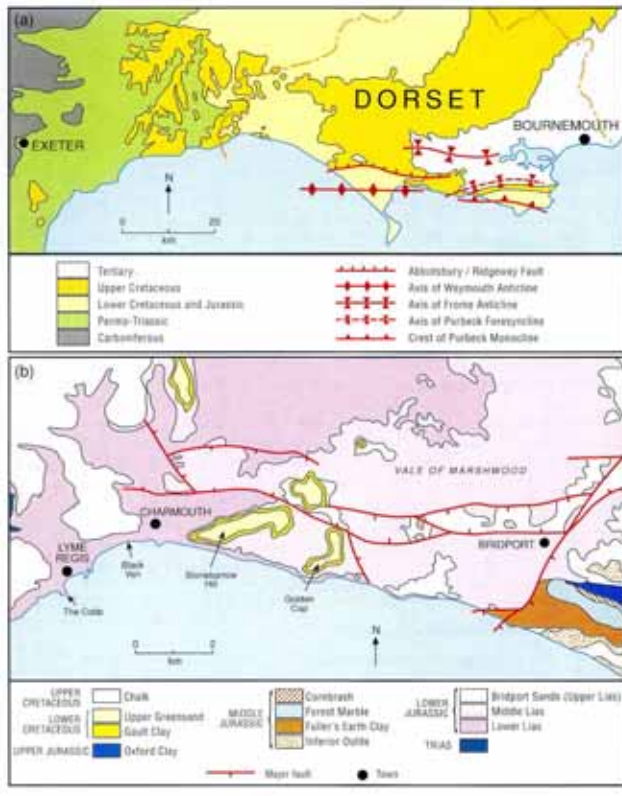 (a)
DORSET
BOURNEMOUTH
EXETER
N
0 20
km
Tertiary
Upper Cretaceous
Lower Cretaceous and Jurassic
Permo-Triassic
Carboniferous
Abbotsbury / Ridgeway Fault
Axis of Weymouth Anticline
Axis of Frome Anticline
Axis of Purbeck Foresyncline
Crest of Purbeck Monocline
(b)
VALE OF MARSHWOOD
CHARMOUTH
LYME
REGIS
Black
Ven
Stonebarrow
Hill
Golden
Cap
BRIDPORT
The Cobb
N
0 2
km
UPPER
CRETACEOUS
Chalk
LOWER
CRETACEOUS
Upper Greensand
Gault Clay
UPPER JURASSIC
Oxford Clay
MIDDLE
JURASSIC
Cornbrash
Forest Marble
Fuller's Earth Clay
Inferior Oolite
LOWER
JURASSIC
Bridport Sands (Upper Lias)
Middle Lias
Lower Lias
TRIAS
Major fault
Town